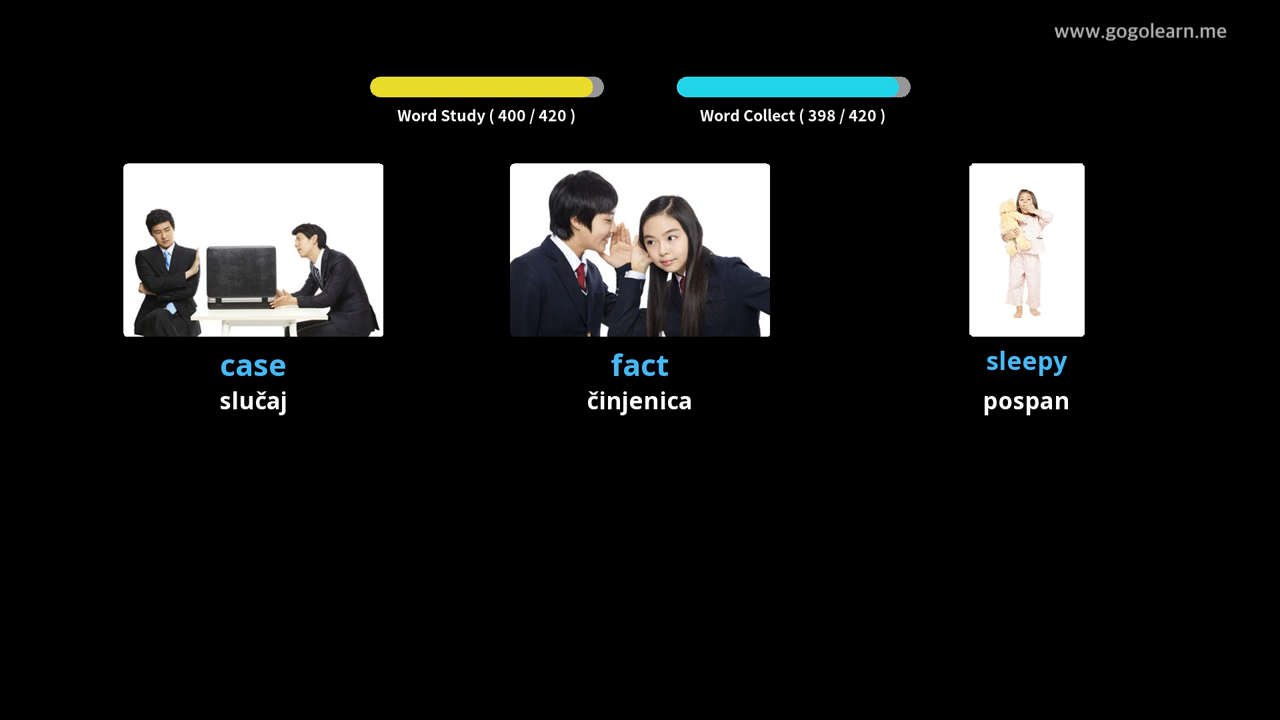 www.gogolearn.me
Word Study ( 400 / 420 )
Word Collect ( 398 / 420 )
case
fact
sleepy
slučaj
činjenica
pospan